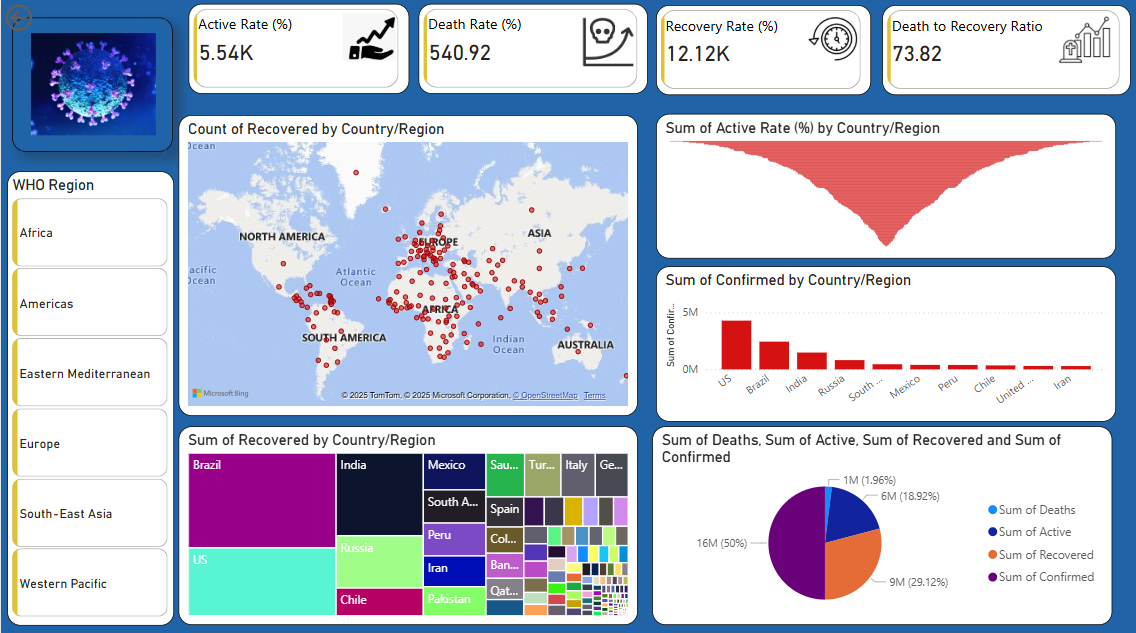 Active Rate (%)
5.54K
Death Rate (%)
540.92
Recovery Rate (%)
12.12K
Death to Recovery Ratio
73.82
WHO Region
Africa
Americas
Eastern Mediterranean
Europe
South-East Asia
Western Pacific
Count of Recovered by Country/Region
Ocean
NORTH AMERICA
EUROPE
ASIA
acific
Ocean
Atlantic
Ocean
AFRICA
SOUTH AMERICA
Indian
Ocean
AUSTRALIA
Microsoft Bing
© 2025 TomTom, © 2025 Microsoft Corporation, © OpenStreetMap Terms
Sum of Active Rate (%) by Country/Region
Sum of Confirmed by Country/Region
Sum of Confir...
5M
0M
US
Brazil
India
Russia
South ...
Mexico
Peru
Chile
United ...
Iran
Sum of Recovered by Country/Region
Brazil
US
India
Russia
Chile
Mexico
South A...
Peru
Iran
Pakistan
Sau...
Spain
Col...
Ban...
Qat...
Tur...
Italy
Ge...
Sum of Deaths, Sum of Active, Sum of Recovered and Sum of
Confirmed
1M (1.96%)
6M (18.92%)
16M (50%)
9M (29.12%)
Sum of Deaths
Sum of Active
Sum of Recovered
Sum of Confirmed